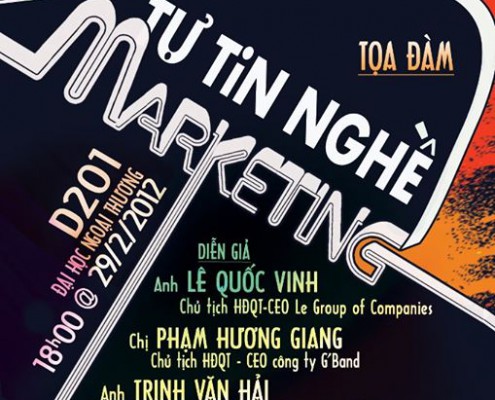 TỌA ĐÀM
TỰ TiN NGHỀ
MARKETING
D201
ĐẠI HỌC NGOẠI THƯƠNG
18h00 @ 29/2/2012
DIỄN GIẢ
Anh LÊ QUỐC VINH
Chủ tịch HĐQT-CEO Le Group of Companies
Chị PHẠM HƯƠNG GIANG
Chủ tịch HĐQT - CEO công ty G'Band
Anh TRỊNH VĂN HẢI